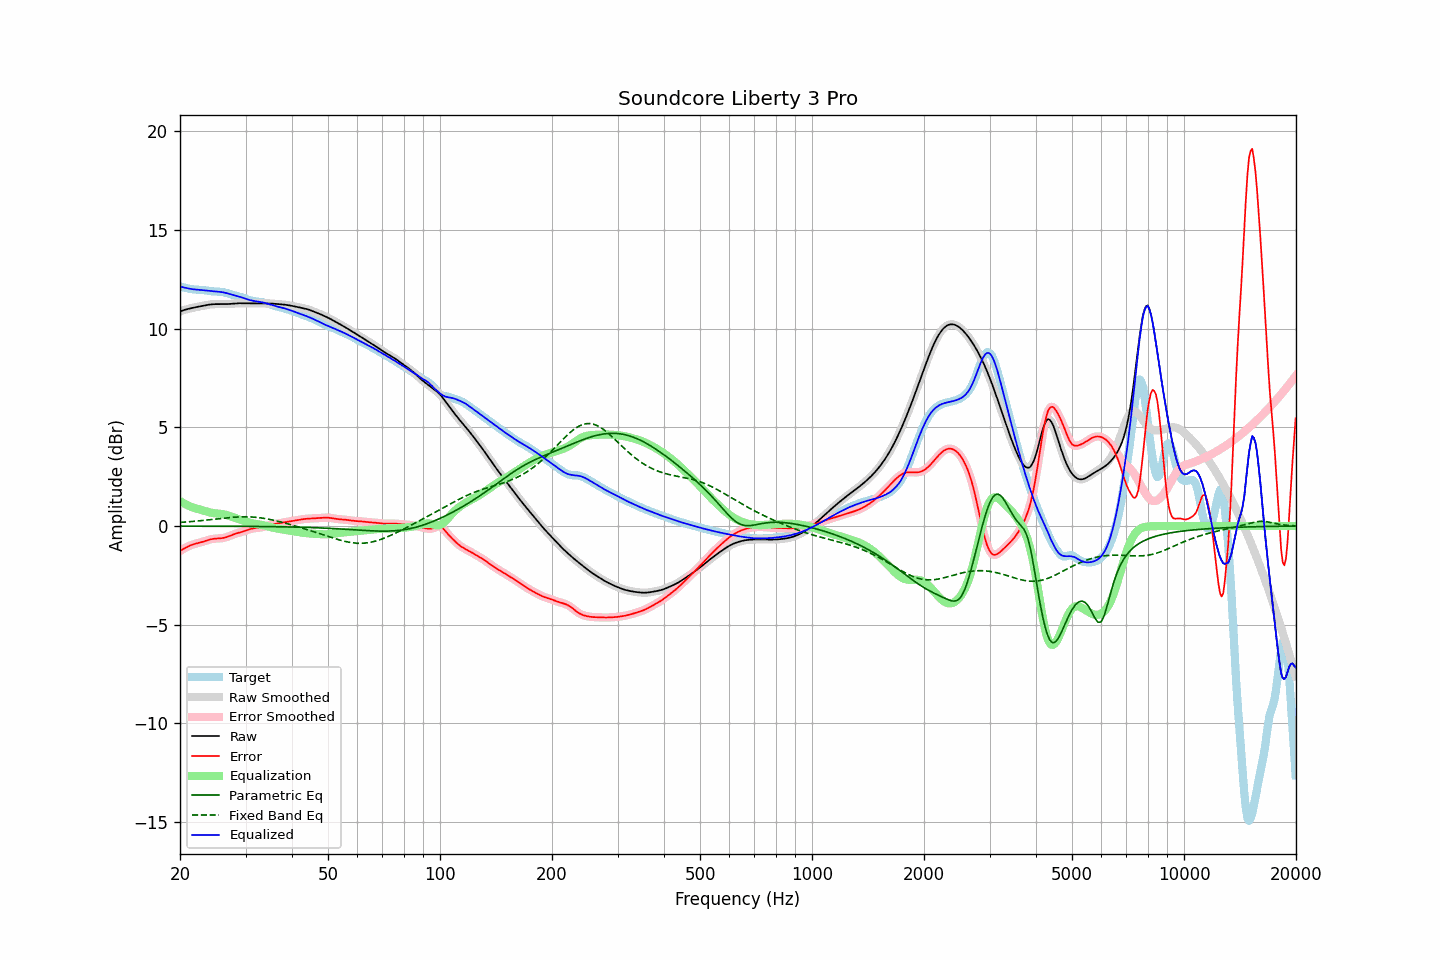 Soundcore Liberty 3 Pro
20
15
10
5
0
−5
−10
−15
Amplitude (dBr)
Target
Raw Smoothed
Error Smoothed
Raw
Error
Equalization
Parametric Eq
Fixed Band Eq
Equalized
20 50 100 200 500 1000 2000 5000 10000 20000
Frequency (Hz)